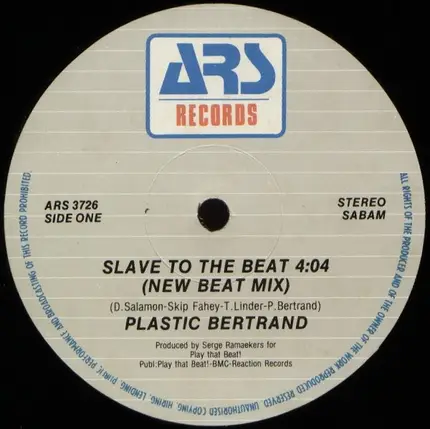 ARS
RECORDS
ARS 3726
SIDE ONE
STEREO
SABAM
SLAVE TO THE BEAT 4:04
(NEW BEAT MIX)
(D.Salamon-Skip Fahey-T.Linder-P.Bertrand)
PLASTIC BERTRAND
Produced by Serge Ramaekers for
Play that Beat!
Publ:Play that Beat!-BMC-Reaction Records
ALL RIGHTS OF THE PRODUCER AND OF THE OWNER OF THE WORK REPRODUCED RESERVED. UNAUTHORISED COPYING, HIRING, LENDING, PUBLIC PERFORMANCE AND BROADCASTING OF THIS RECORD PROHIBITED.